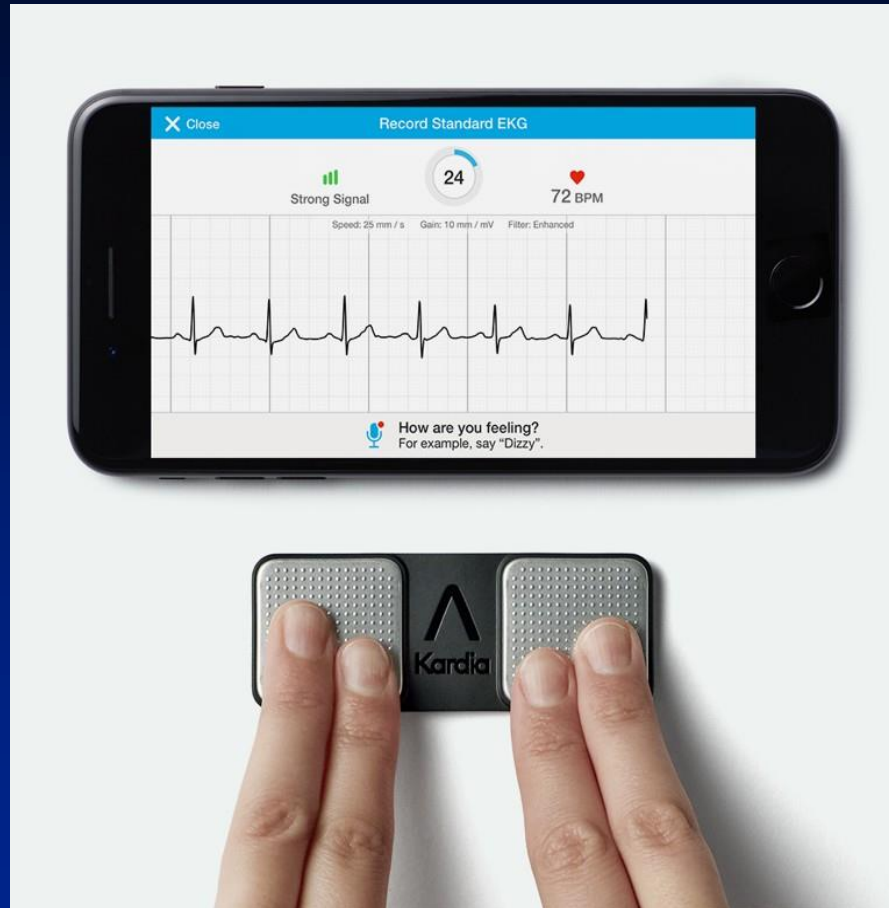 Close
Record Standard EKG
Strong Signal
24
72 BPM
Speed: 25 mm / s Gain: 10 mm / mV Filter: Enhanced
How are you feeling?
For example, say “Dizzy”.
Kardia